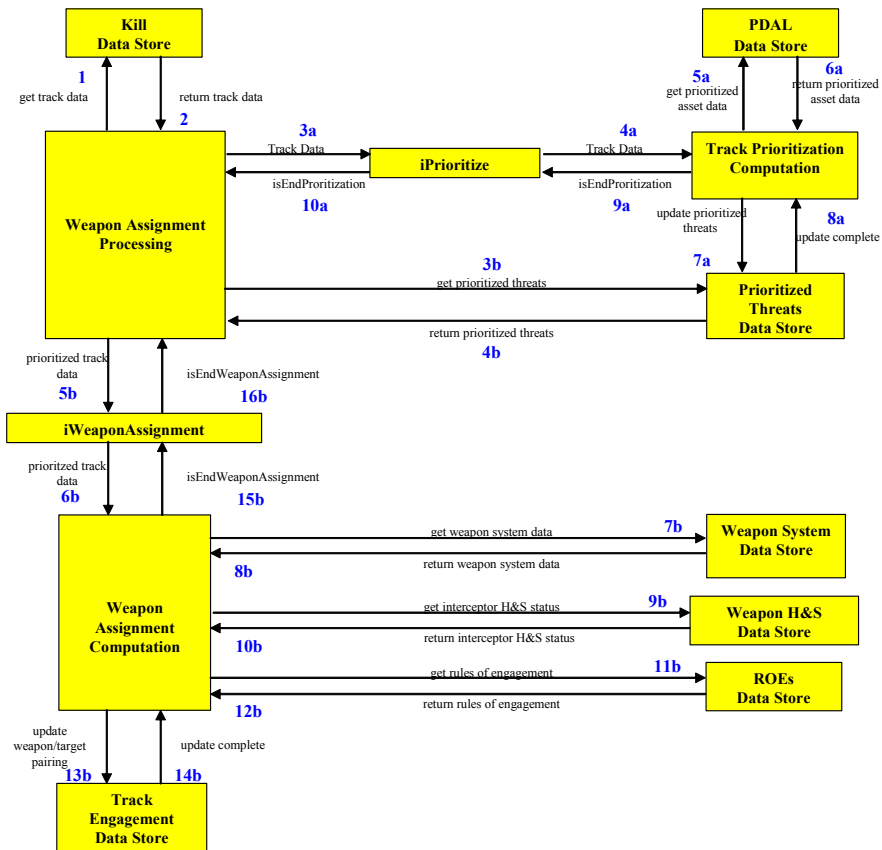 Kill
Data Store
PDAL
Data Store
1
get track data
return track data
2
5a
get prioritized
asset data
6a
return prioritized
asset data
3a
Track Data
iPrioritize
4a
Track Data
Track Prioritization
Computation
isEndProritization
10a
isEndProritization
9a
Weapon Assignment
Processing
update prioritized
threats
7a
8a
update complete
3b
get prioritized threats
Prioritized
Threats
Data Store
return prioritized threats
4b
prioritized track
data
5b
isEndWeaponAssignment
16b
iWeaponAssignment
prioritzed track
data
6b
isEndWeaponAssignment
15b
Weapon
Assignment
Computation
get weapon system data
7b
Weapon System
Data Store
8b
return weapon system data
get interceptor H&S status
9b
Weapon H&S
Data Store
10b
return interceptor H&S status
get rules of engagement
11b
ROEs
Data Store
12b
return rules of engagement
update
weapon/target
pairing
13b
update complete
14b
Track
Engagement
Data Store